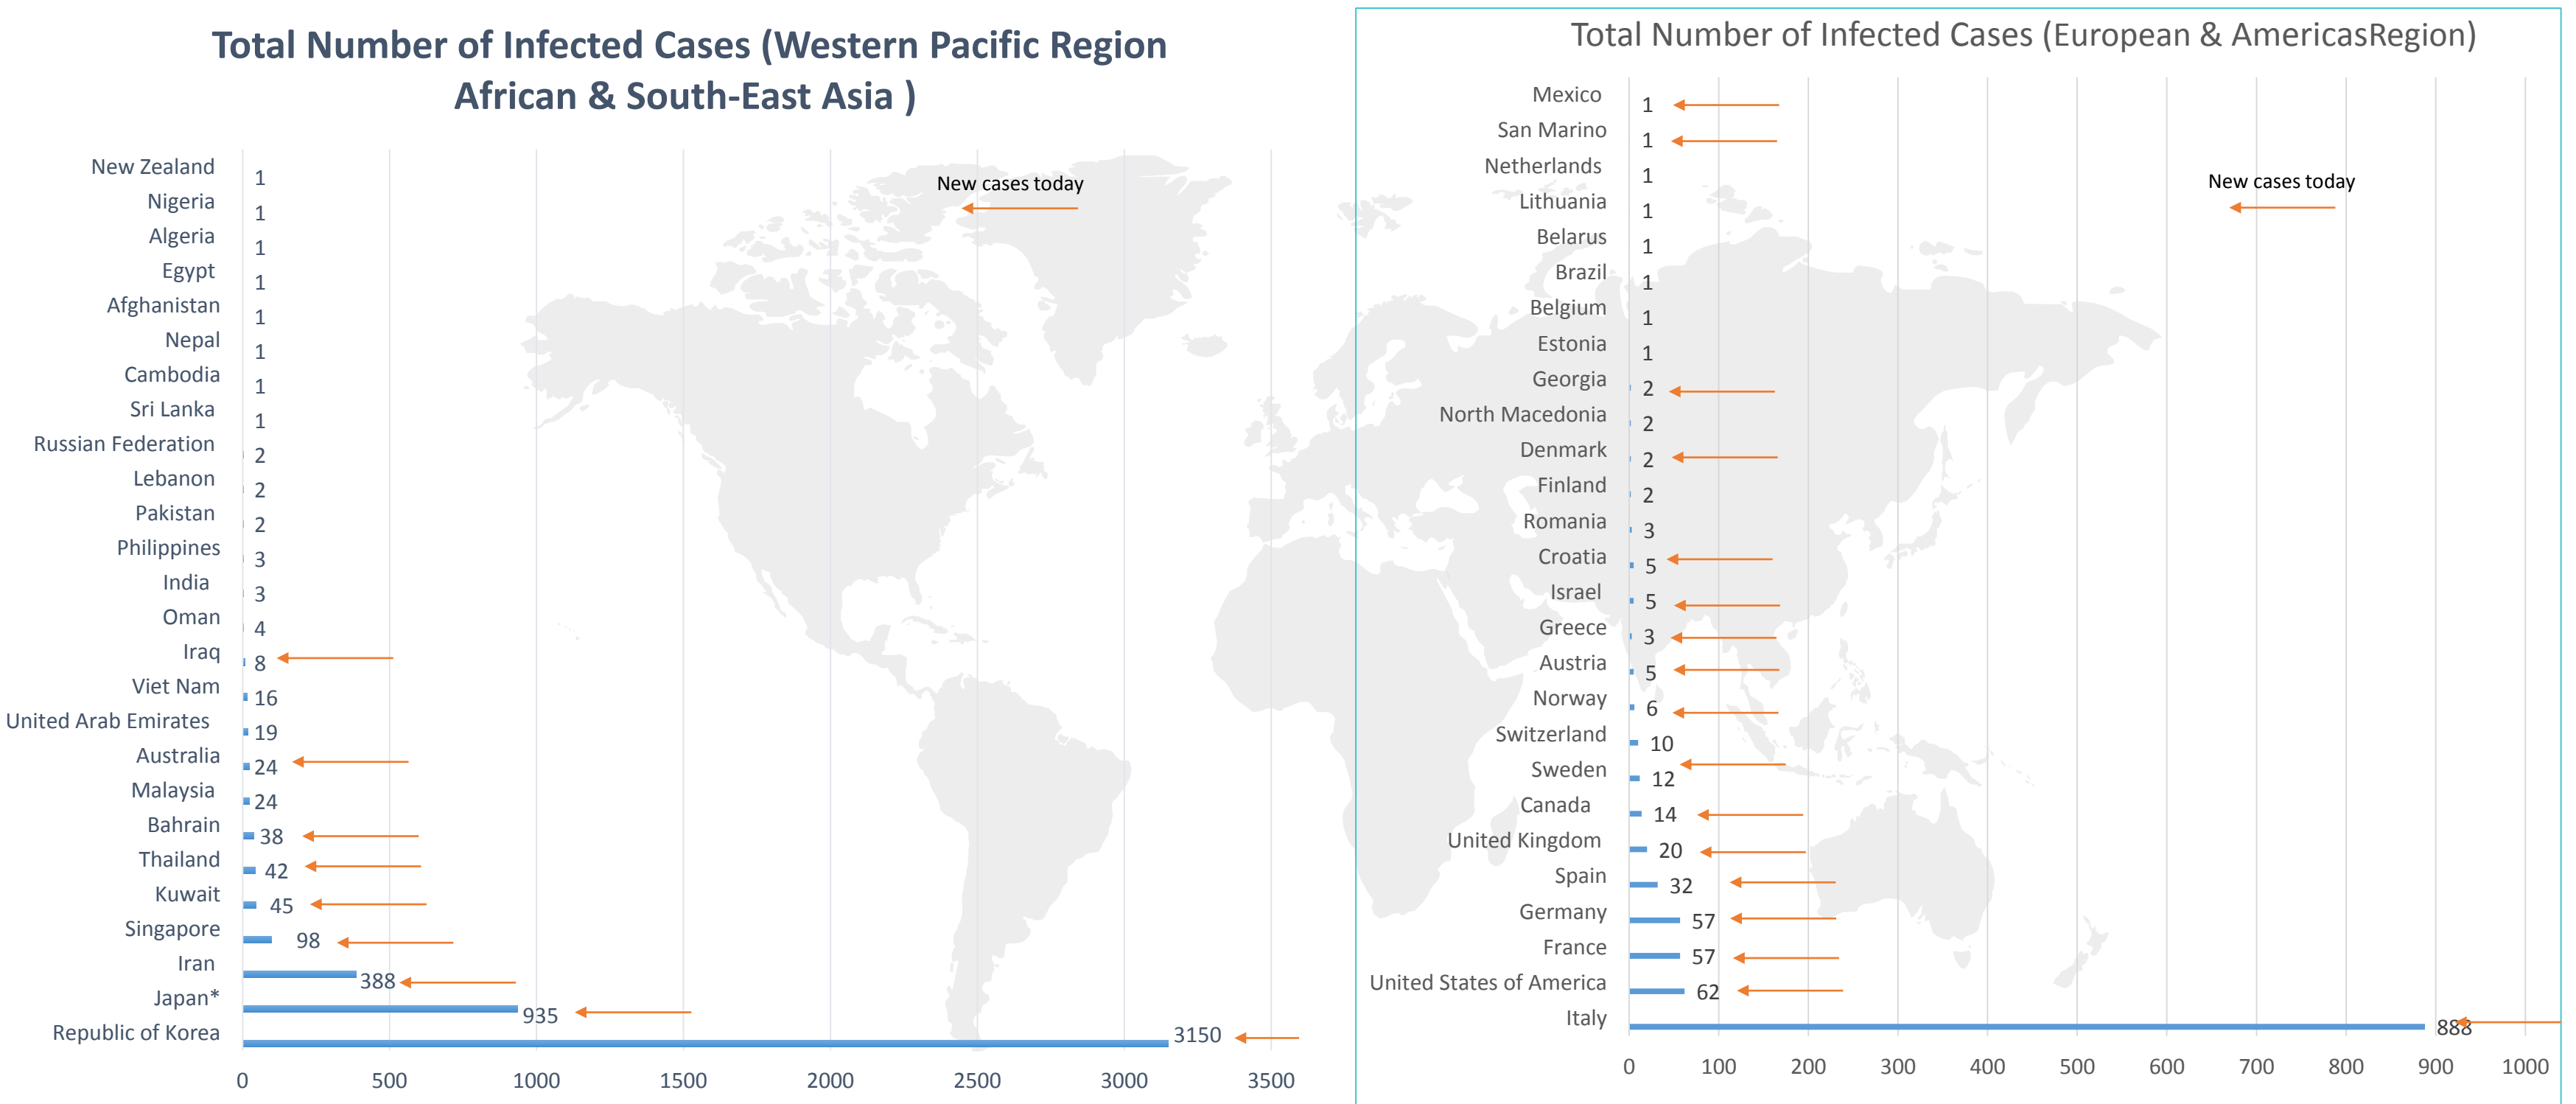 Total Number of Infected Cases (Western Pacific Region
African & South-East Asia )
New cases today
New Zealand 1
Nigeria 1
Algeria 1
Egypt 1
Afghanistan 1
Nepal 1
Cambodia 1
Sri Lanka 1
Russian Federation 2
Lebanon 2
Pakistan 2
Philippines 3
India 3
Oman 4
Iraq 8
Viet Nam 16
United Arab Emirates 19
Australia 24
Malaysia 24
Bahrain 38
Thailand 42
Kuwait 45
Singapore 98
Iran 388
Japan* 935
Republic of Korea 3150
0 500 1000 1500 2000 2500 3000 3500
Total Number of Infected Cases (European & AmericasRegion)
New cases today
Mexico 1
San Marino 1
Netherlands 1
Lithuania 1
Belarus 1
Brazil 1
Belgium 1
Estonia 1
Georgia 2
North Macedonia 2
Denmark 2
Finland 2
Romania 3
Croatia 5
Israel 5
Greece 3
Austria 5
Norway 6
Switzerland 10
Sweden 12
Canada 14
United Kingdom 20
Spain 32
Germany 57
France 57
United States of America 62
Italy 888
0 100 200 300 400 500 600 700 800 900 1000